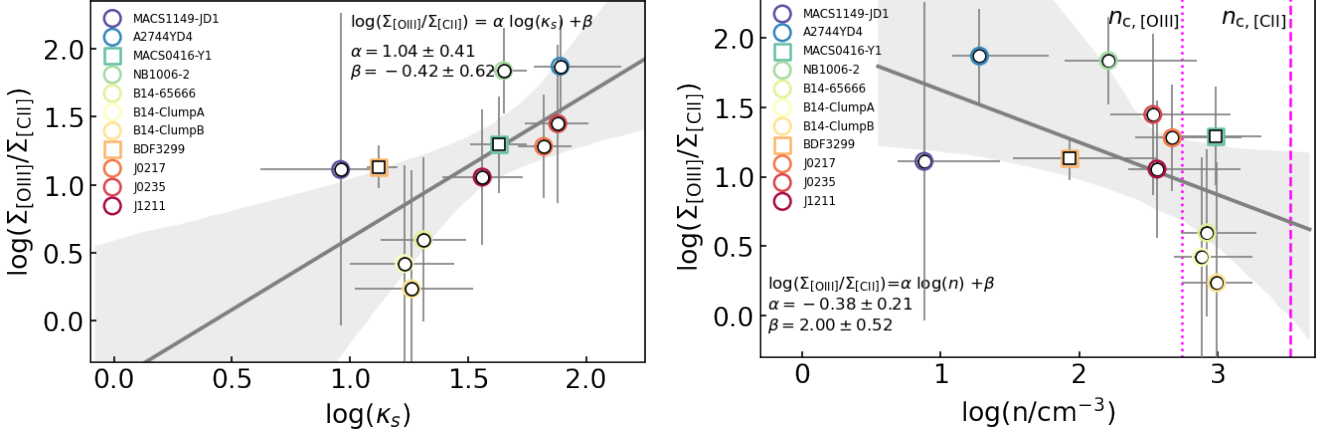 MACS1149-JD1
A2744YD4
MACS0416-Y1
NB1006-2
B14-65666
B14-ClumpA
B14-ClumpB
BDF3299
J0217
J0235
J1211
log(Σ[OIII]/Σ[CII]) = α log(κs) +β
α = 1.04 ± 0.41
β = − 0.42 ± 0.62
2.0
1.5
1.0
0.5
0.0
log(Σ[OIII]/Σ[CII])
0.0 0.5 1.0 1.5 2.0
log(κs)
MACS1149-JD1
A2744YD4
MACS0416-Y1
NB1006-2
B14-65666
B14-ClumpA
B14-ClumpB
BDF3299
J0217
J0235
J1211
nc, [OIII] nc, [CII]
log(Σ[OIII]/Σ[CII])=α log(n) +β
α = − 0.38 ± 0.21
β = 2.00 ± 0.52
2.0
1.5
1.0
0.5
0.0
log(Σ[OIII]/Σ[CII])
0 1 2 3
log(n/cm−3)